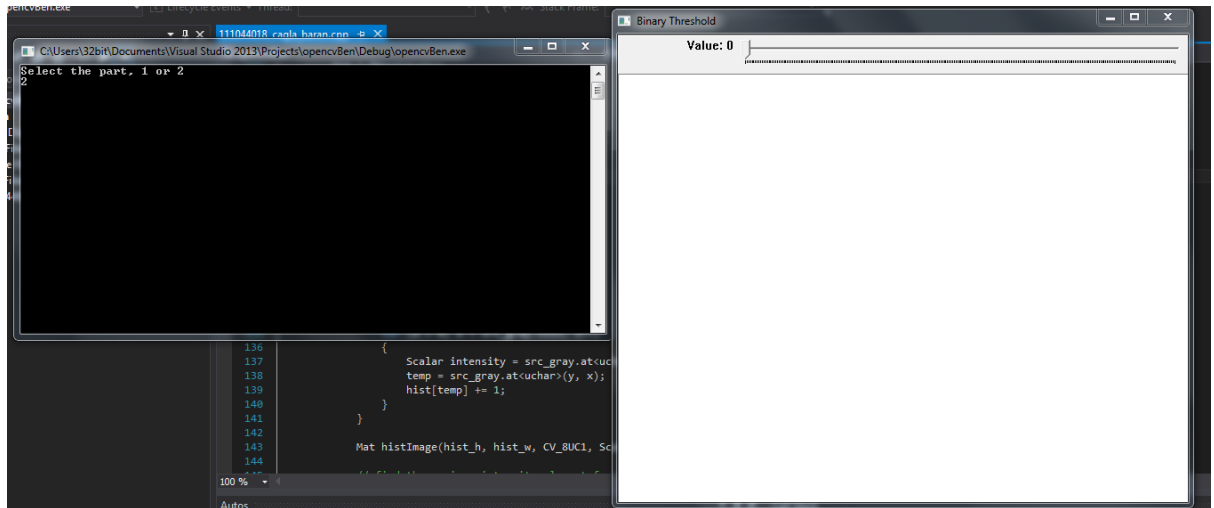 pencvBen.exe
Lifecycle Events
Thread:
Stack Frame:
111044018_cagla_baran.cpp
C:\Users\32bit\Documents\Visual Studio 2013\Projects\opencvBen\Debug\opencvBen.exe
Select the part, 1 or 2
2
136 {
137 Scalar intensity = src_gray.at<uc
138 temp = src_gray.at<uchar>(y, x);
139 hist[temp] += 1;
140 }
141 }
142
143 Mat histImage(hist_h, hist_w, CV_8UC1, Sc
144
100 %
Autos
Binary Threshold
Value: 0